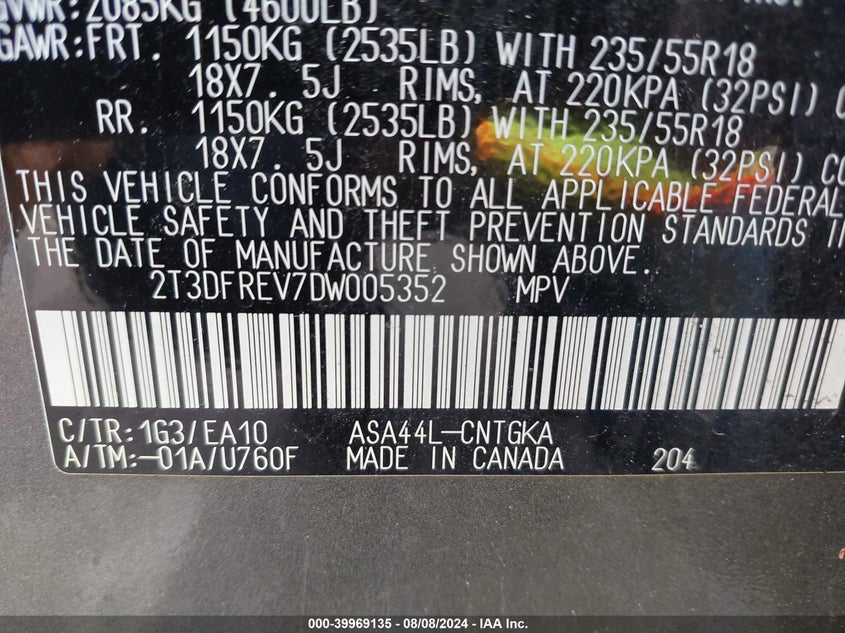 GVWR: 2085KG (4600LB)
GAWR:FRT. 1150KG (2535LB) WITH 235/55R18
18X7. 5J RIMS, AT 220KPA (32PSI)
RR. 1150KG (2535LB) WITH 235/55R18
18X7. 5J RIMS, AT 220KPA (32PSI)
THIS VEHICLE CONFORMS TO ALL APPLICABLE FEDERAL
VEHICLE SAFETY AND THEFT PREVENTION STANDARDS
THE DATE OF MANUFACTURE SHOWN ABOVE.
2T3DFREV7DW005352 MPV
C/TR:1G3/EA10 ASA44L-CNTGKA
A/TM:-01A/U760F MADE IN CANADA 204
000-39969135 - 08/08/2024 - IAA Inc.